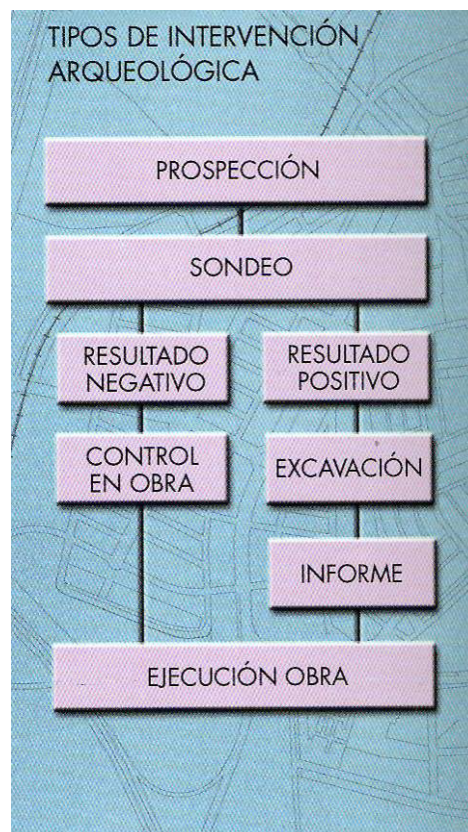 TIPOS DE INTERVENCIÓN
ARQUEOLÓGICA
PROSPECCIÓN
SONDEO
RESULTADO
NEGATIVO
RESULTADO
POSITIVO
CONTROL
EN OBRA
EXCAVACIÓN
INFORME
EJECUCIÓN OBRA